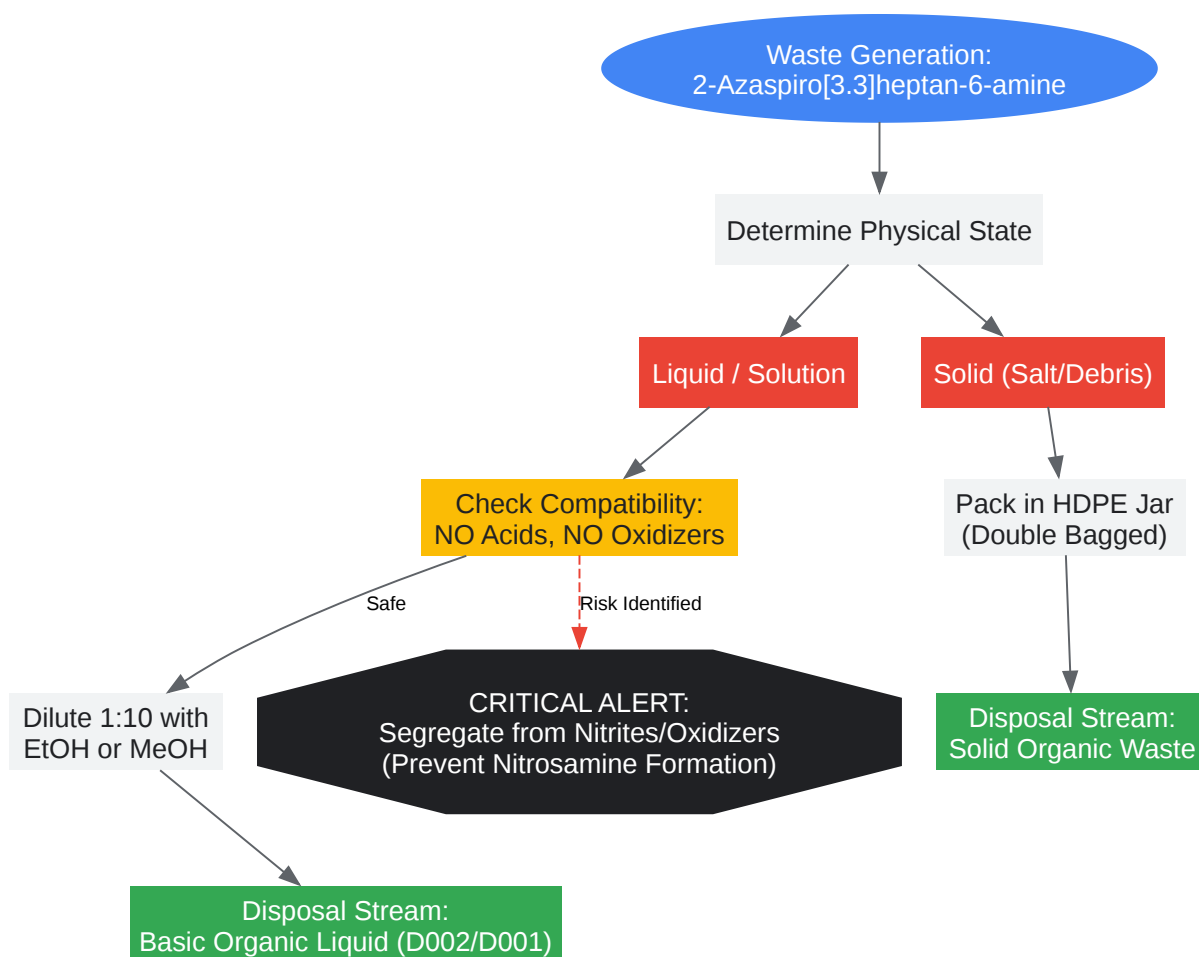 Waste Generation:
2-Azaspiro[3.3]heptan-6-amine
Determine Physical State
Liquid / Solution
Solid (Salt/Debris)
Check Compatibility:
NO Acids, NO Oxidizers
Pack in HDPE Jar
(Double Bagged)
Safe
Risk Identified
Dilute 1:10 with
EtOH or MeOH
CRITICAL ALERT:
Segregate from Nitrites/Oxidizers
(Prevent Nitrosamine Formation)
Disposal Stream:
Solid Organic Waste
Disposal Stream:
Basic Organic Liquid (D002/D001)